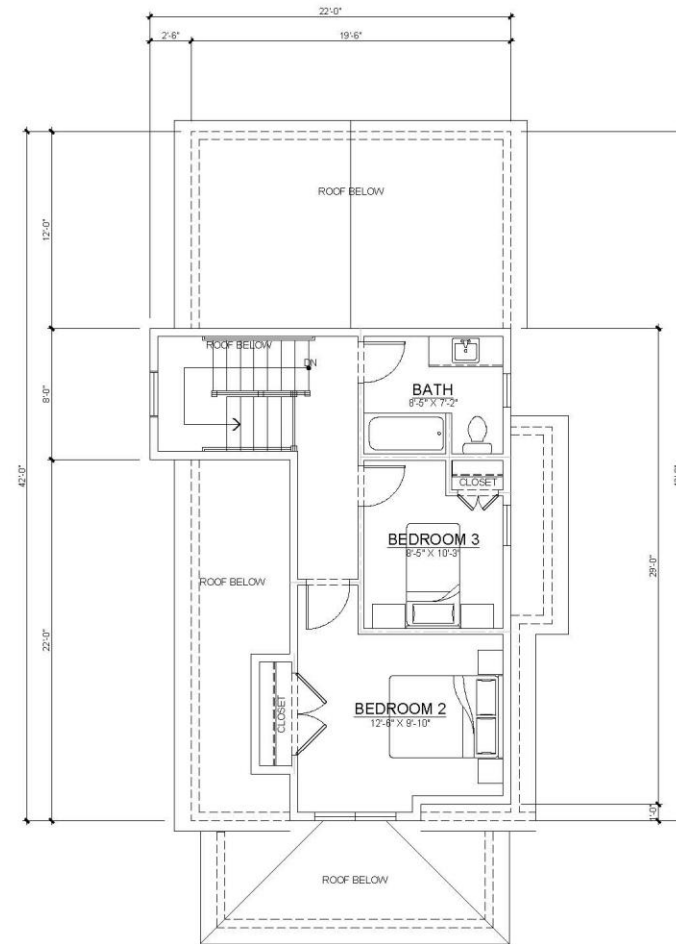 22'-0"
2'-6"
19'-6"
ROOF BELOW
12'-0"
ROOF BELOW
DN
BATH
8'-5" X 7'-2"
8'-0"
42'-0"
CLOSET
BEDROOM 3
8'-5" X 10'-3"
ROOF BELOW
29'-0"
22'-0"
CLOSET
BEDROOM 2
12'-6" X 9'-10"
1'-0"
ROOF BELOW